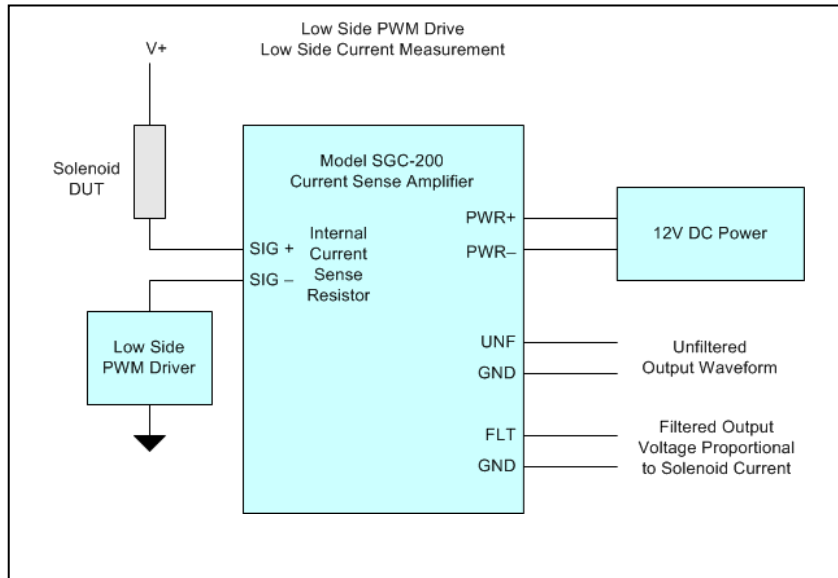 Low Side PWM Drive
Low Side Current Measurement
V+
Solenoid
DUT
Model SGC-200
Current Sense Amplifier
SIG +
SIG –
Internal
Current
Sense
Resistor
PWR+
PWR–
12V DC Power
Low Side
PWM Driver
UNF
GND
Unfiltered
Output Waveform
FLT
GND
Filtered Output
Voltage Proportional
to Solenoid Current